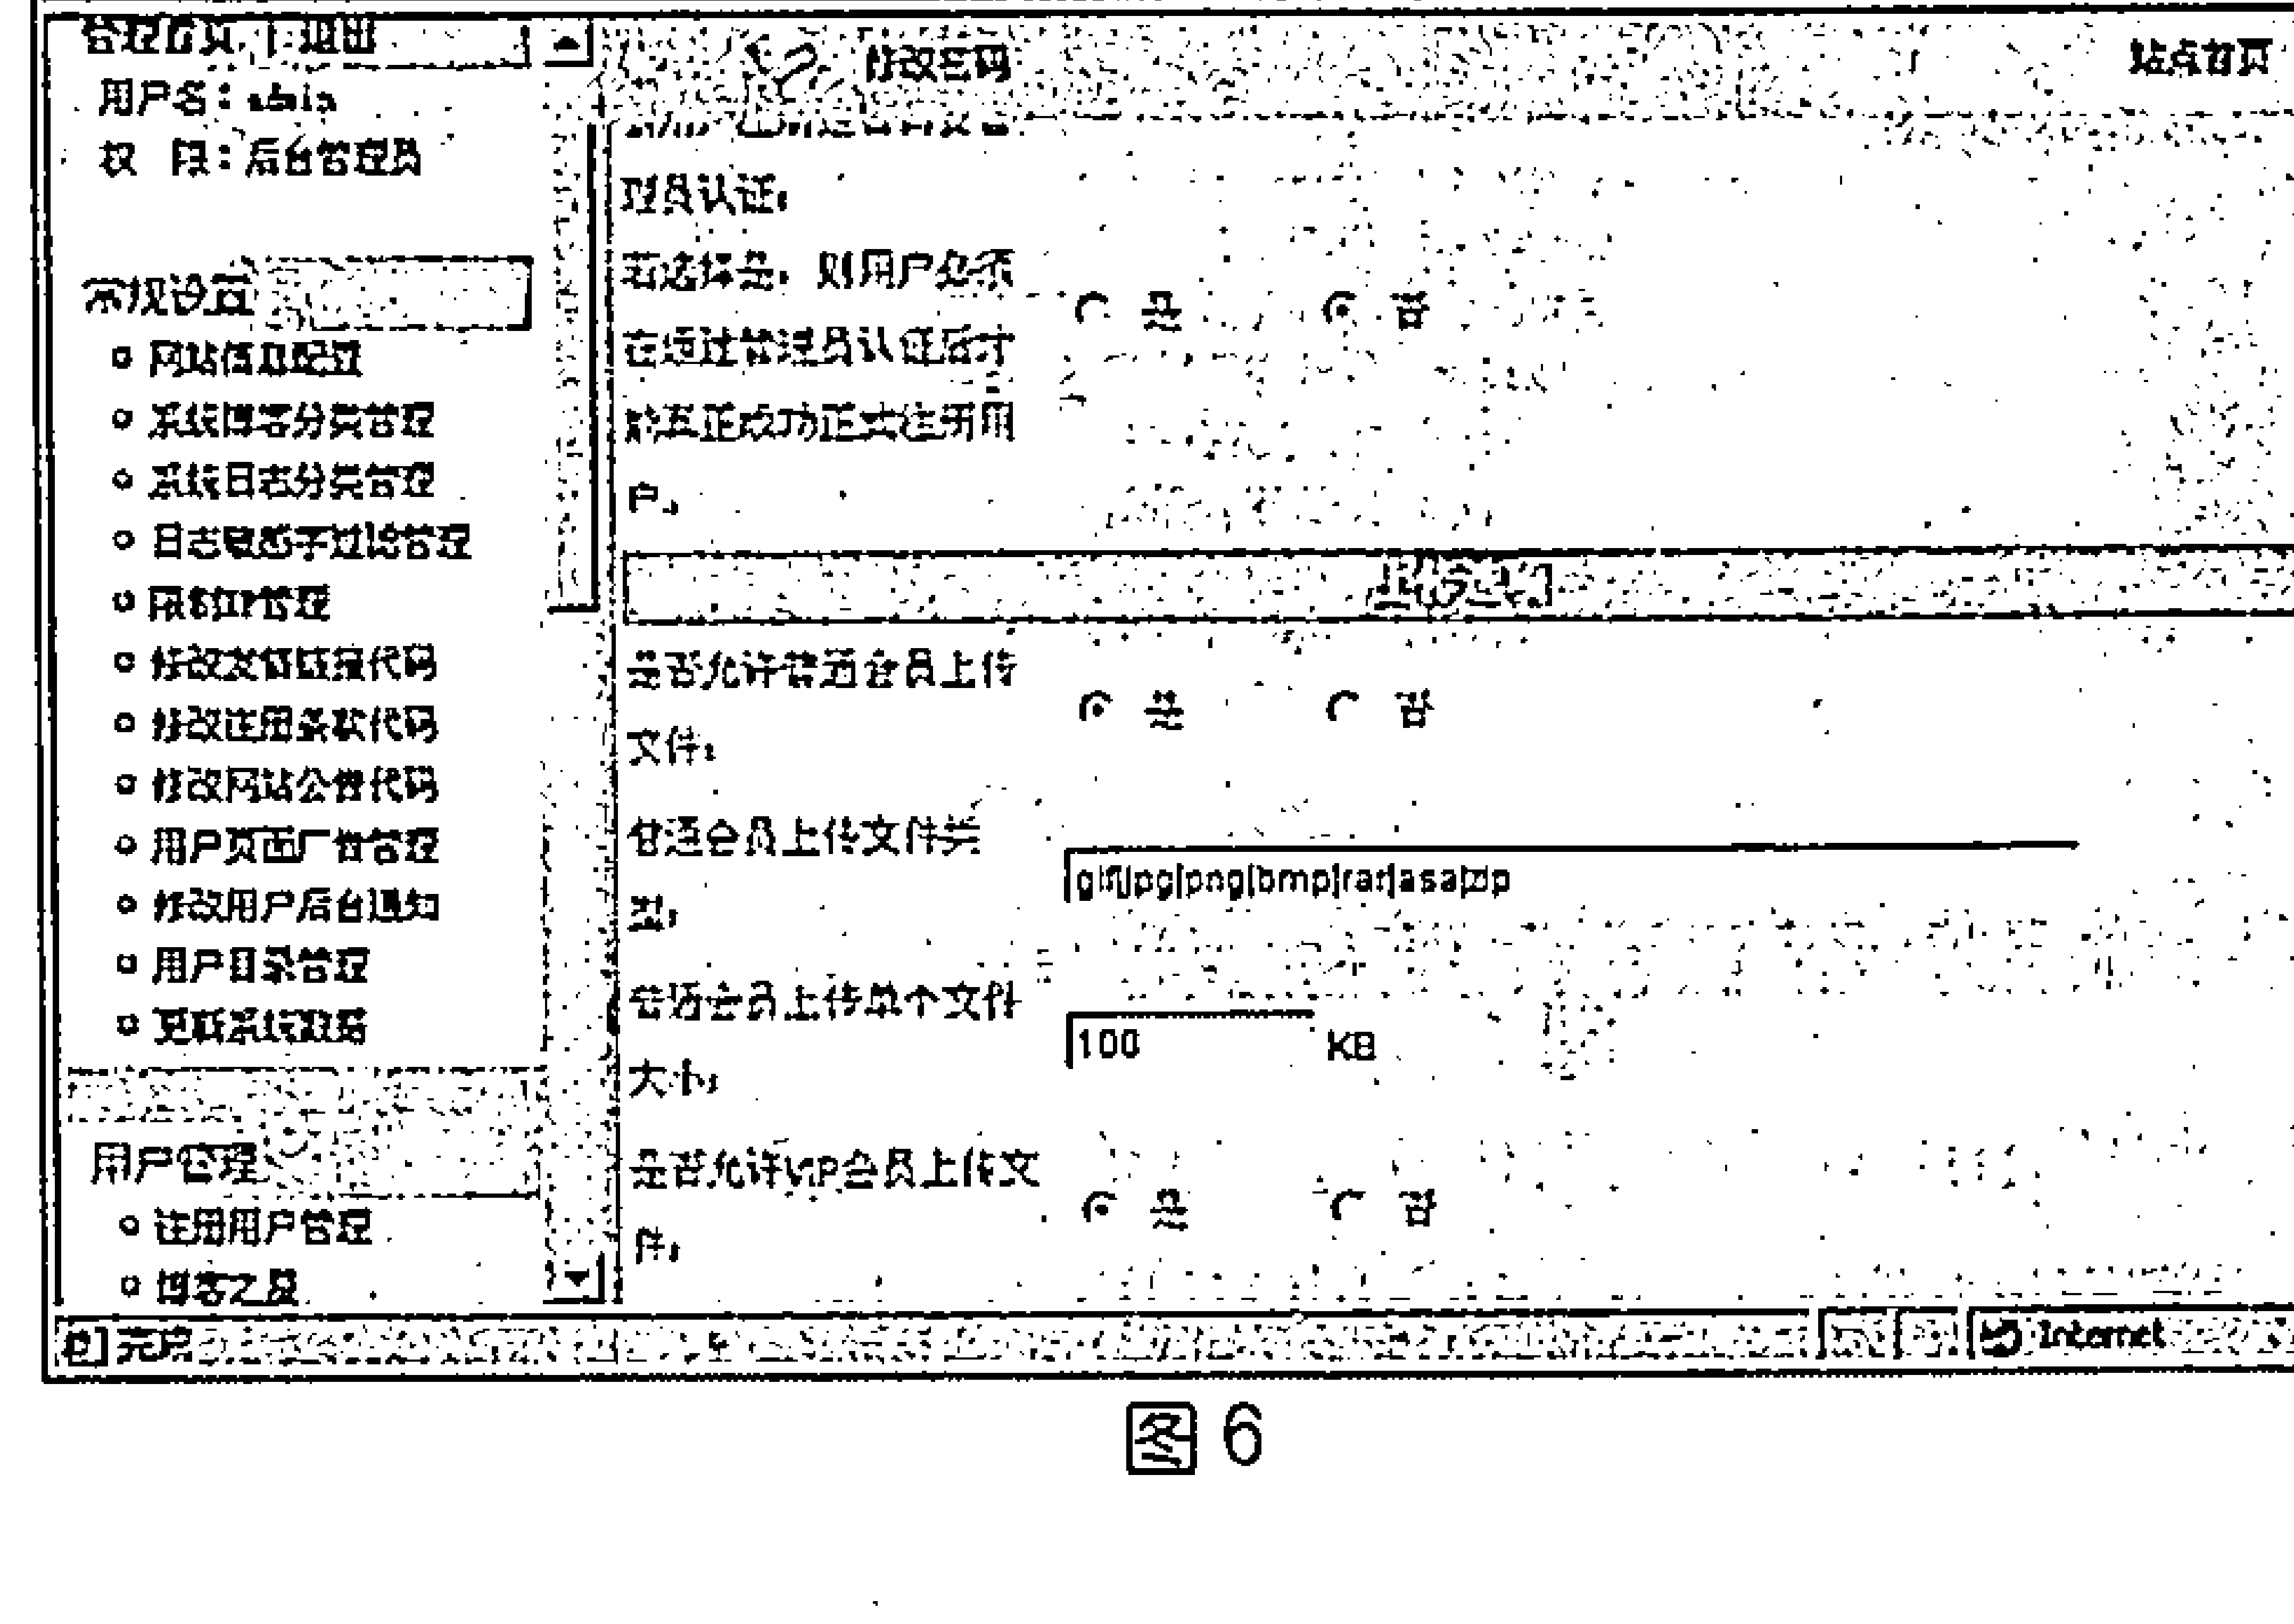 管理首页 | 退出
用户名：admin
权 限：后台管理员
常规设置
网站信息配置
系统博客分类管理
系统日志分类管理
日志敏感字过滤管理
限制IP管理
修改友情链接代码
修改注册条款代码
修改网站公告代码
用户页面广告管理
修改用户后台通知
用户目录管理
更新系统数据
用户管理
注册用户管理
博客之星
修改密码
站点首页
理员认证：
若选择是，则用户必须
在通过管理员认证后才
能真正成功正式注册用
户。
是 否
是否允许普通会员上传
文件：
是 否
普通会员上传文件类
型：
gif|jpg|png|bmp|rar|asa|zip
普通会员上传单个文件
大小：
100 KB
是否允许VIP会员上传文
件：
是 否
完成
Internet
图 6